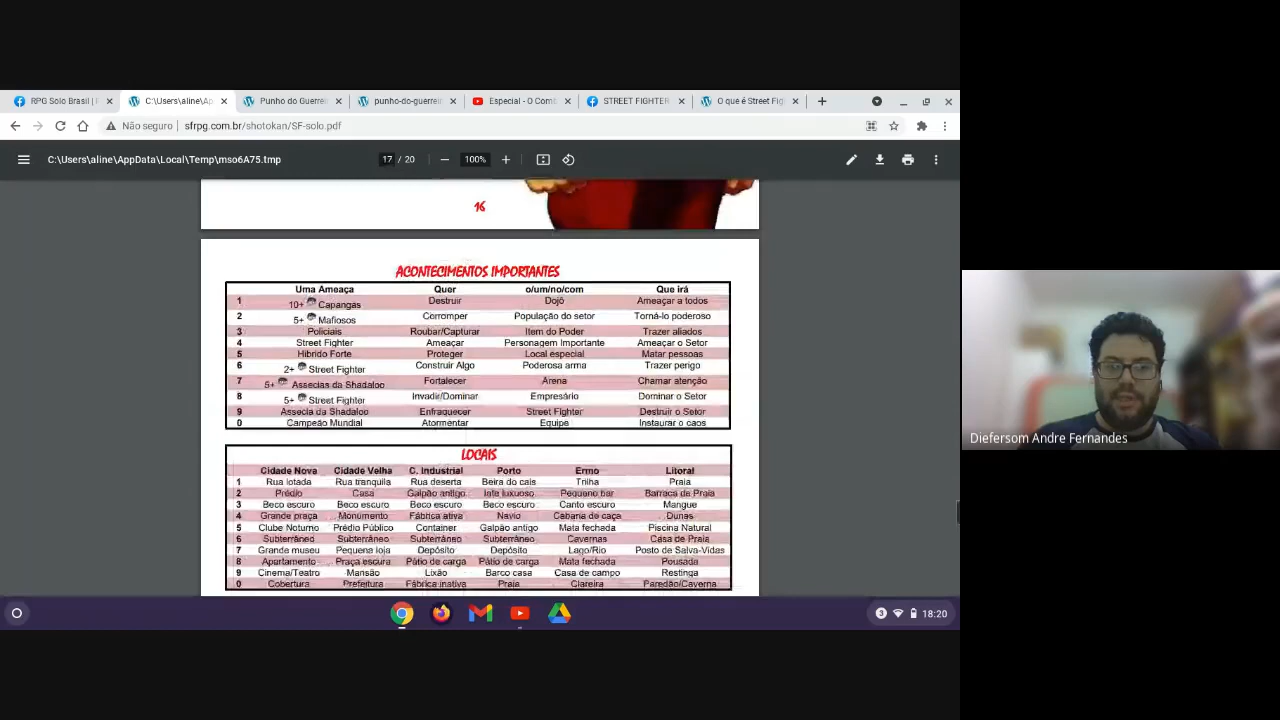 RPG Solo Brasil | F
C:\Users\aline\Ap
Punho do Guerrei
punho-do-guerrei
Especial - O Comb
STREET FIGHTER
O que é Street Fig
Não seguro
sfrpg.com.br/shotokan/SF-solo.pdf
C:\Users\aline\AppData\Local\Temp\mso6A75.tmp
17 / 20
100%
16
ACONTECIMENTOS IMPORTANTES
Uma Ameaça Quer o/um/no/com Que irá
1 10+ Capangas Destruir Dojô Ameaçar a todos
2 5+ Mafiosos Corromper População do setor Torná-lo poderoso
3 Policiais Roubar/Capturar Item do Poder Trazer aliados
4 Street Fighter Ameaçar Personagem Importante Ameaçar o Setor
5 Híbrido Forte Proteger Local especial Matar pessoas
6 2+ Street Fighter Construir Algo Poderosa arma Trazer perigo
7 5+ Asseclas da Shadaloo Fortalecer Arena Chamar atenção
8 5+ Street Fighter Invadir/Dominar Empresário Dominar o Setor
9 Assecla da Shadaloo Enfraquecer Street Fighter Destruir o Setor
0 Campeão Mundial Atormentar Equipe Instaurar o caos
LOCAIS
Cidade Nova Cidade Velha C. Industrial Porto Ermo Litoral
1 Rua lotada Rua tranquila Rua deserta Beira do cais Trilha Praia
2 Prédio Casa Galpão antigo Iate luxuoso Pequeno bar Barraca de Praia
3 Beco escuro Beco escuro Beco escuro Beco escuro Canto escuro Mangue
4 Grande praça Monumento Fábrica ativa Navio Cabana de caça Dunas
5 Clube Noturno Prédio Público Container Galpão antigo Mata fechada Piscina Natural
6 Subterrâneo Subterrâneo Subterrâneo Subterrâneo Cavernas Casa de Praia
7 Grande museu Pequena loja Depósito Depósito Lago/Rio Posto de Salva-Vidas
8 Apartamento Praça escura Pátio de carga Pátio de carga Mata fechada Pousada
9 Cinema/Teatro Mansão Lixão Barco casa Casa de campo Restinga
0 Cobertura Prefeitura Fábrica inativa Praia Clareira Paredão/Caverna
3 18:20
Diefersom Andre Fernandes